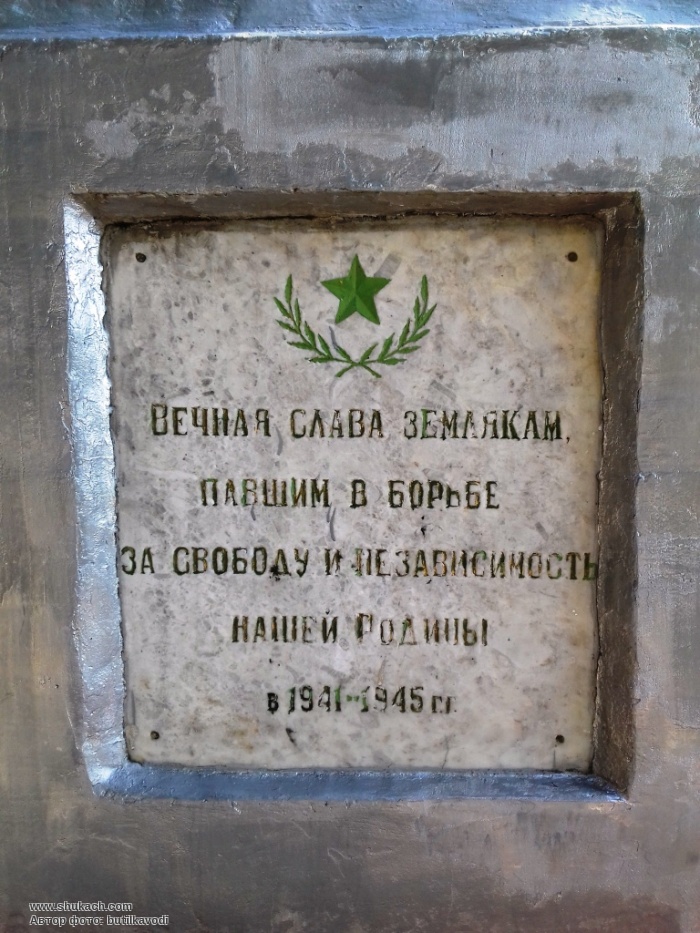 Вечная слава землякам,
павшим в борьбе
за свободу и независимость
нашей Родины
в 1941-1945 гг.
www.shukach.com
Автор фото: butilkavodi